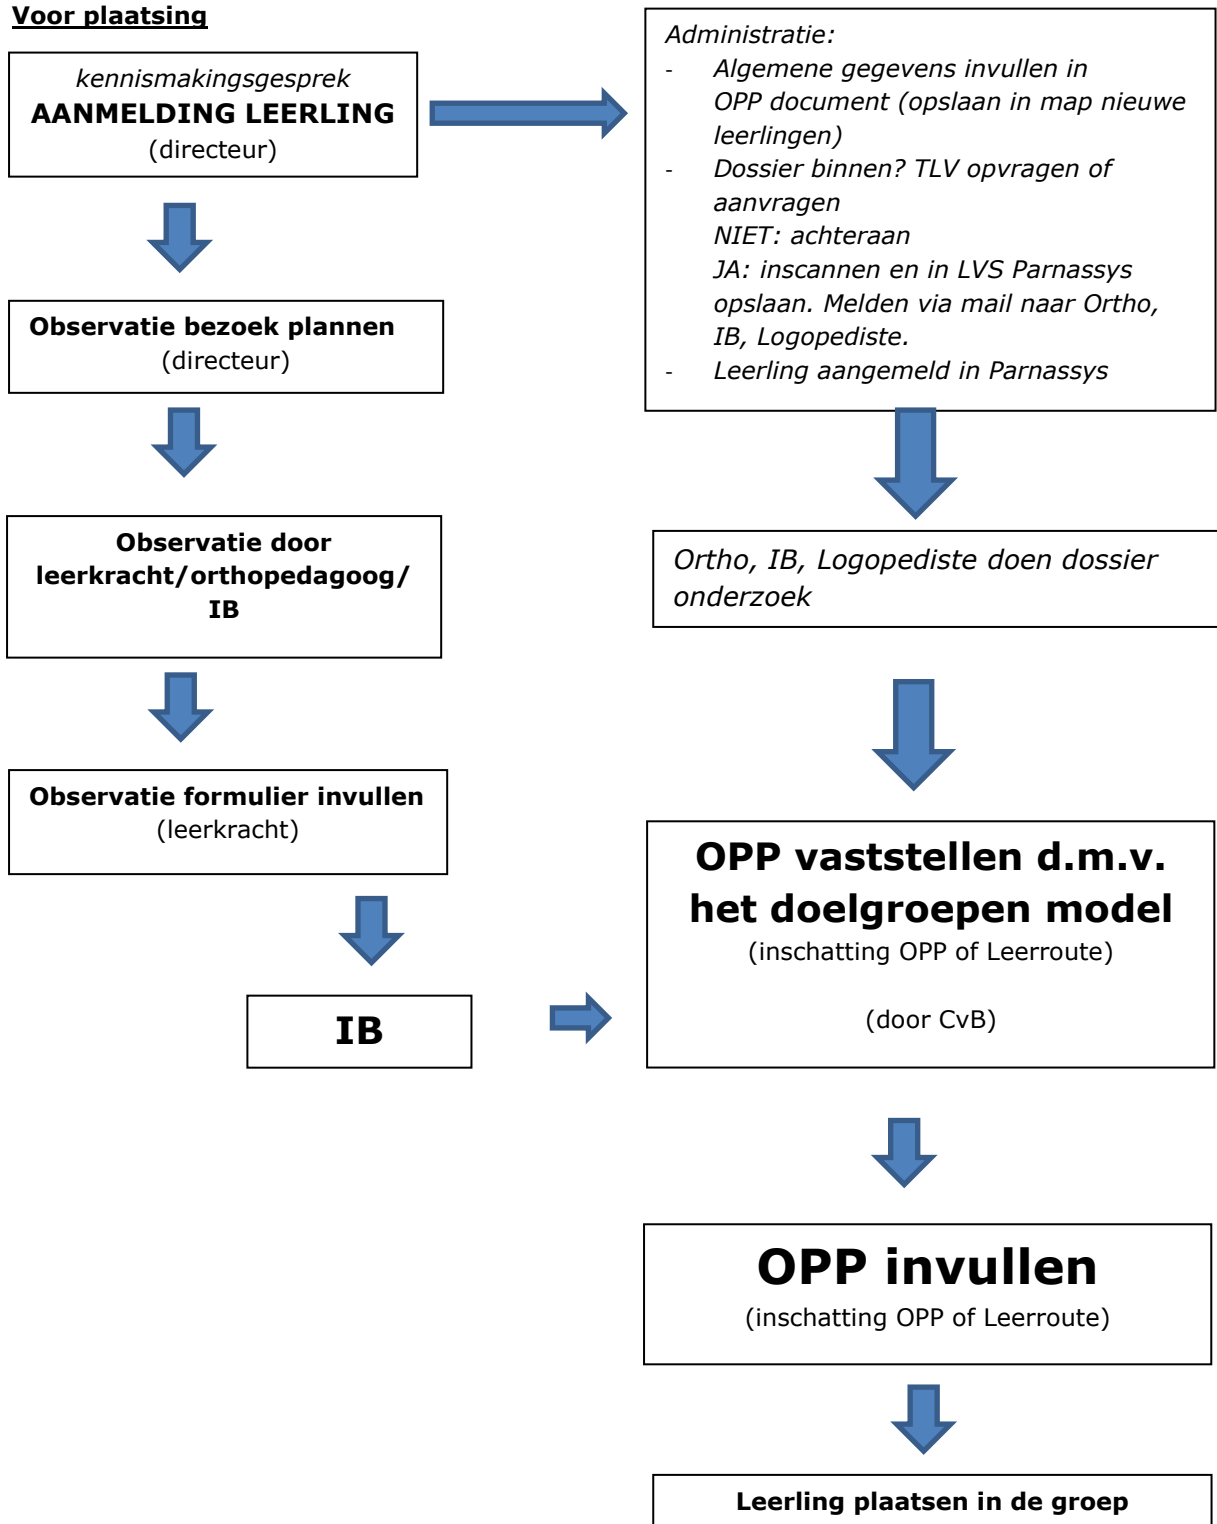 Voor plaatsing
kennismakingsgesprek
AANMELDING LEERLING
(directeur)
Administratie:
- Algemene gegevens invullen in
OPP document (opslaan in map nieuwe
leerlingen)
- Dossier binnen? TLV opvragen of
aanvragen
NIET: achteraan
JA: inscannen en in LVS Parnassys
opslaan. Melden via mail naar Ortho,
IB, Logopediste.
- Leerling aangemeld in Parnassys
Observatie bezoek plannen
(directeur)
Observatie door
leerkracht/orthopedagoog/
IB
Ortho, IB, Logopediste doen dossier
onderzoek
Observatie formulier invullen
(leerkracht)
IB
OPP vaststellen d.m.v.
het doelgroepen model
(inschatting OPP of Leerroute)
(door CvB)
OPP invullen
(inschatting OPP of Leerroute)
Leerling plaatsen in de groep